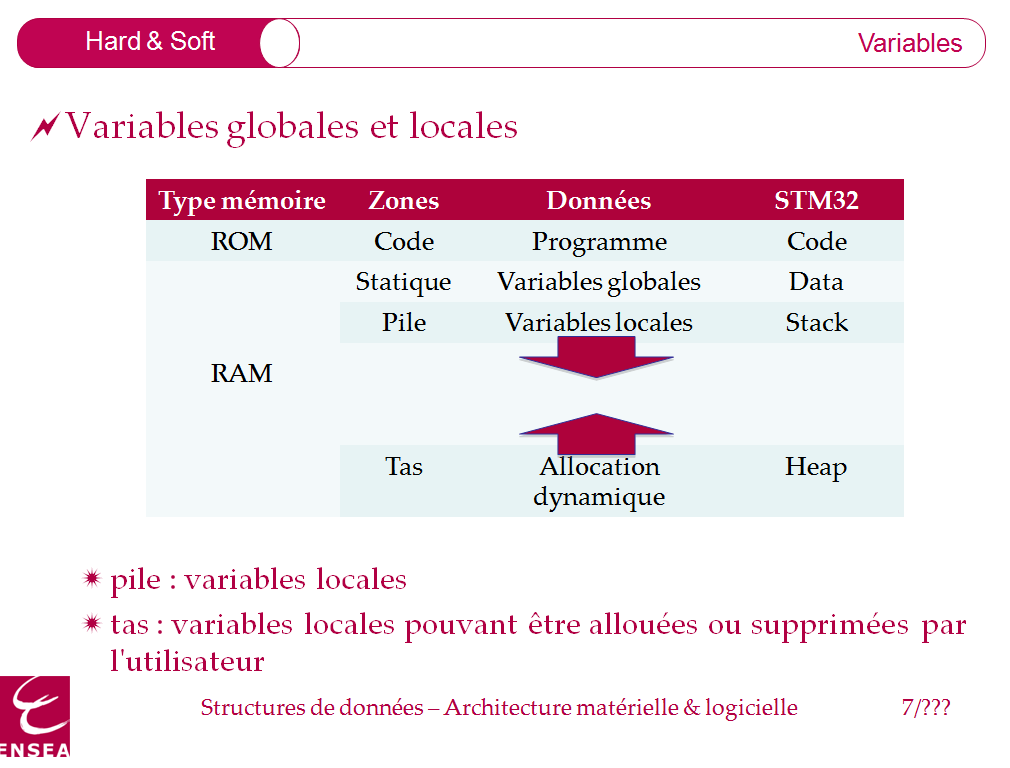 Hard & Soft
Variables
Variables globales et locales
Type mémoire Zones Données STM32
ROM Code Programme Code
Statique Variables globales Data
Pile Variables locales Stack
RAM
Tas Allocation dynamique Heap
pile : variables locales
tas : variables locales pouvant être allouées ou supprimées par
l'utilisateur
Structures de données – Architecture matérielle & logicielle
7/???
ENSEA